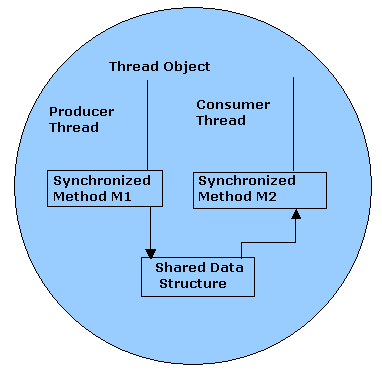 Thread Object
Producer
Thread
Consumer
Thread
Synchronized
Method M1
Synchronized
Method M2
Shared Data
Structure